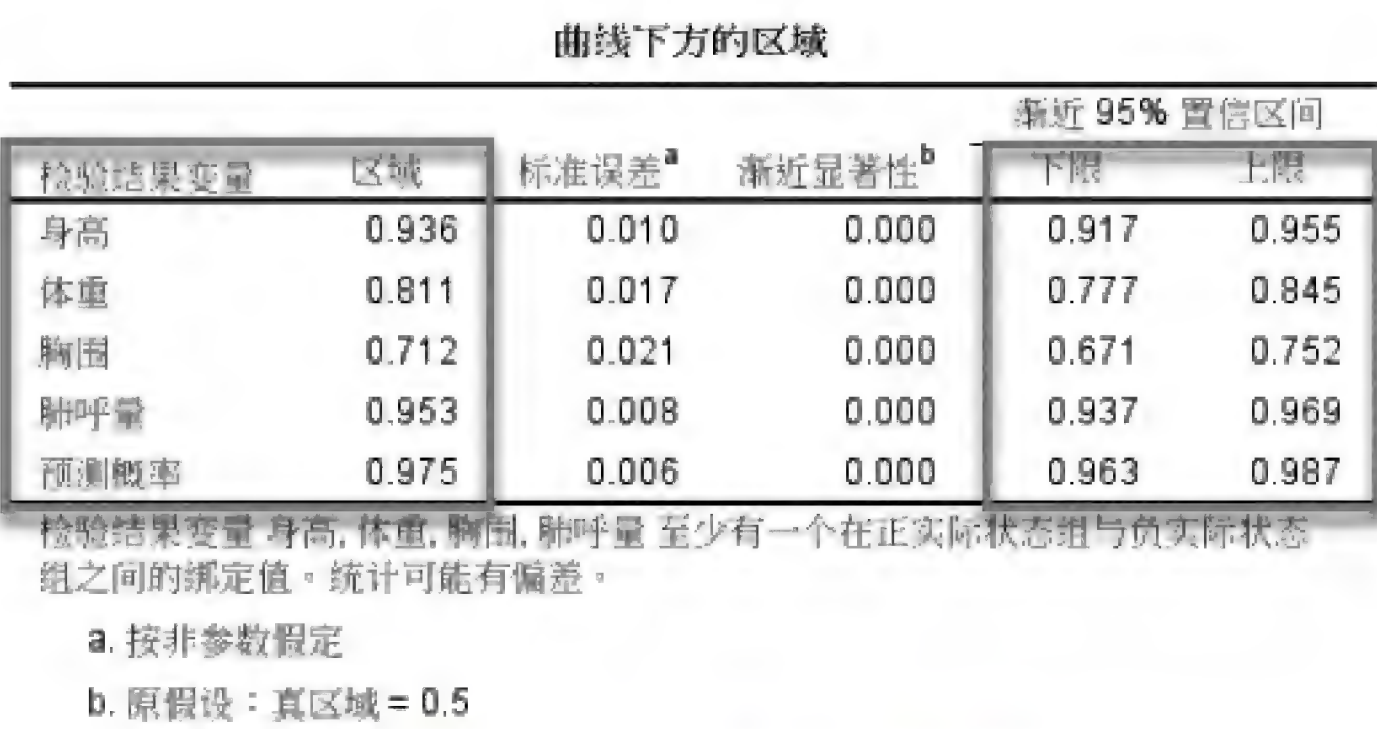 曲线下方的区域
渐近 95% 置信区间
检验结果变量 区域 标准误差a 渐近显著性b 下限 上限
身高 0.936 0.010 0.000 0.917 0.955
体重 0.811 0.017 0.000 0.777 0.845
胸围 0.712 0.021 0.000 0.671 0.752
肺呼量 0.953 0.008 0.000 0.937 0.969
预测概率 0.975 0.006 0.000 0.963 0.987
检验结果变量 身高, 体重, 胸围, 肺呼量 至少有一个在正实际状态组与负实际状态
组之间的绑定值。统计可能有偏差。
a. 按非参数假定
b. 原假设：真区域 = 0.5